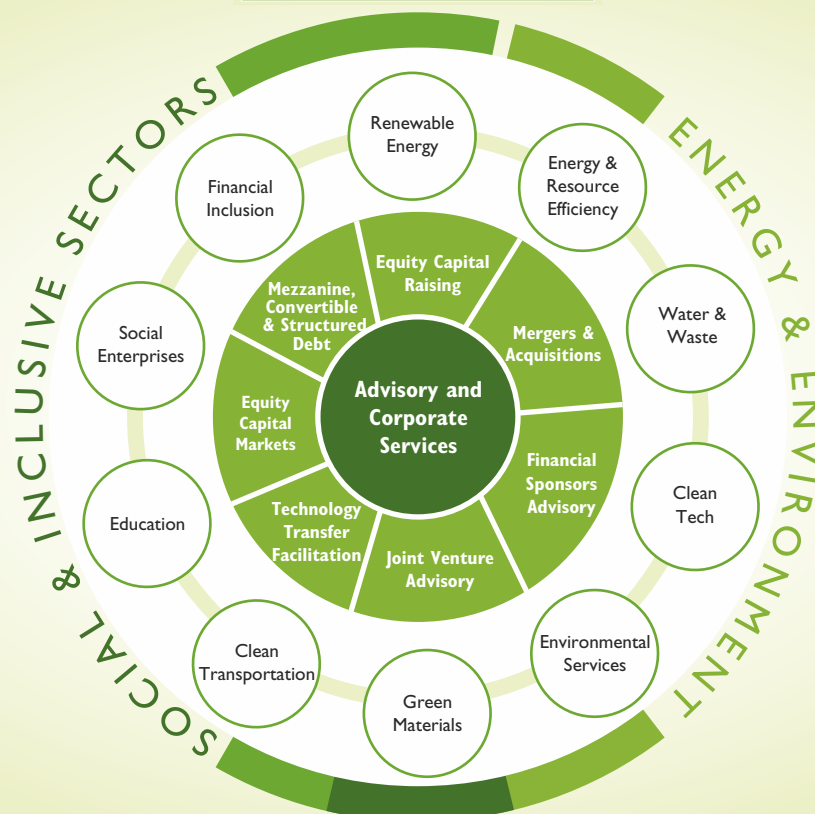 SOCIAL & INCLUSIVE SECTORS
ENERGY & ENVIRONMENT
Renewable
Energy
Energy &
Resource
Efficiency
Water &
Waste
Clean
Tech
Environmental
Services
Green
Materials
Clean
Transportation
Education
Social
Enterprises
Financial
Inclusion
Equity Capital
Raising
Mergers &
Acquisitions
Financial
Sponsors
Advisory
Joint Venture
Advisory
Technology
Transfer
Facilitation
Equity
Capital
Markets
Mezzanine,
Convertible
& Structured
Debt
Advisory and
Corporate
Services